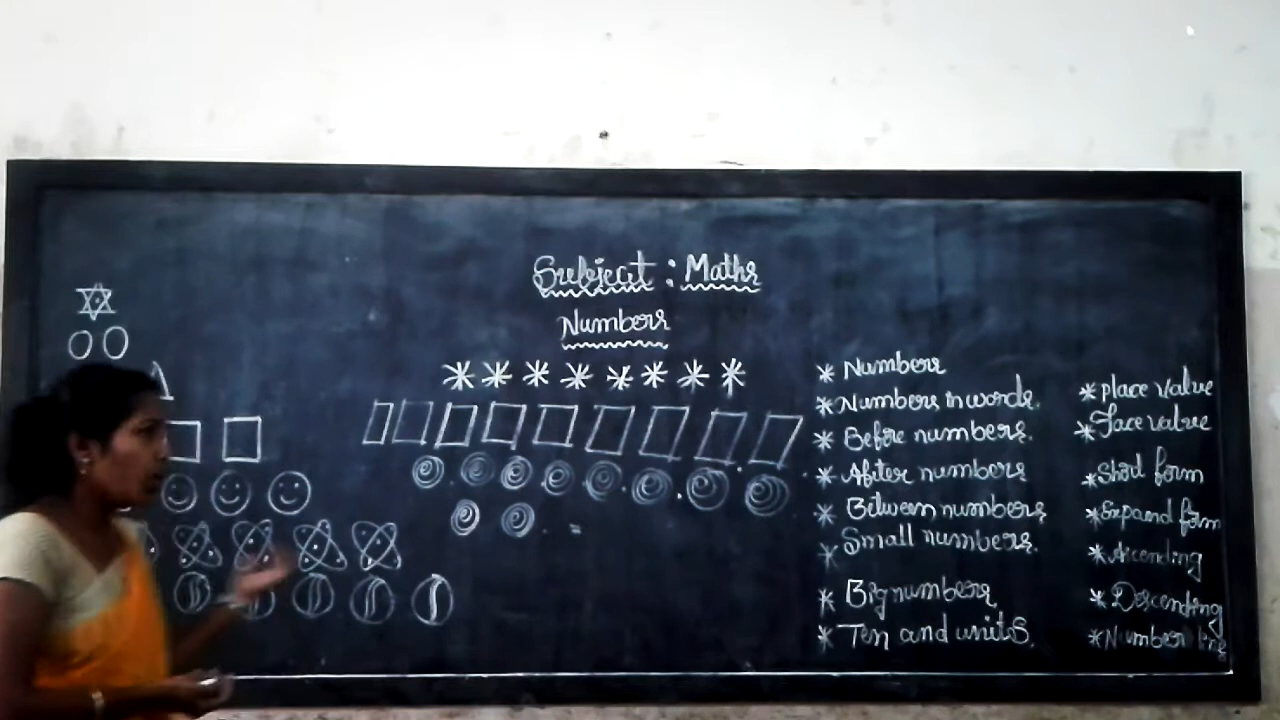 Subject : Maths
Numbers
* Numbers
* Numbers in words.
* Before numbers.
* After numbers
* Between numbers
* Small numbers.
* Big numbers
* Ten and units.
* place value
* Face value
* Short form
* Expand form
* Ascending
* Descending
* Number line